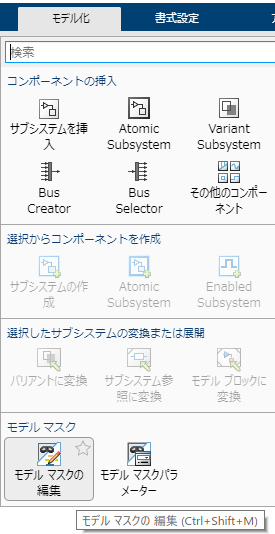 モデル化
書式設定
検索
コンポーネントの挿入
サブシステムを挿
入
Atomic
Subsystem
Variant
Subsystem
Bus
Creator
Bus
Selector
その他のコンポー
ネント
選択からコンポーネントを作成
サブシステムの作
成
Atomic
Subsystem
Enabled
Subsystem
選択したサブシステムの変換または展開
バリアントに変換
サブシステム参
照に変換
モデル ブロックに
変換
モデル マスク
モデル マスクの
編集
モデル マスクパラ
メーター
モデル マスクの 編集 (Ctrl+Shift+M)